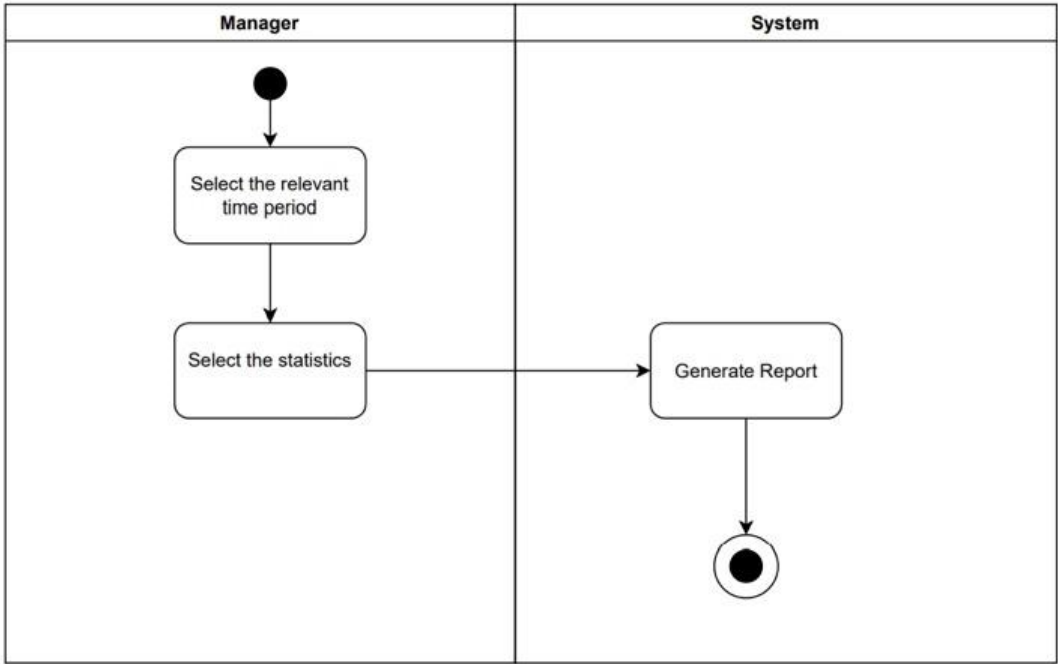 Manager
System
Select the relevant
time period
Select the statistics
Generate Report